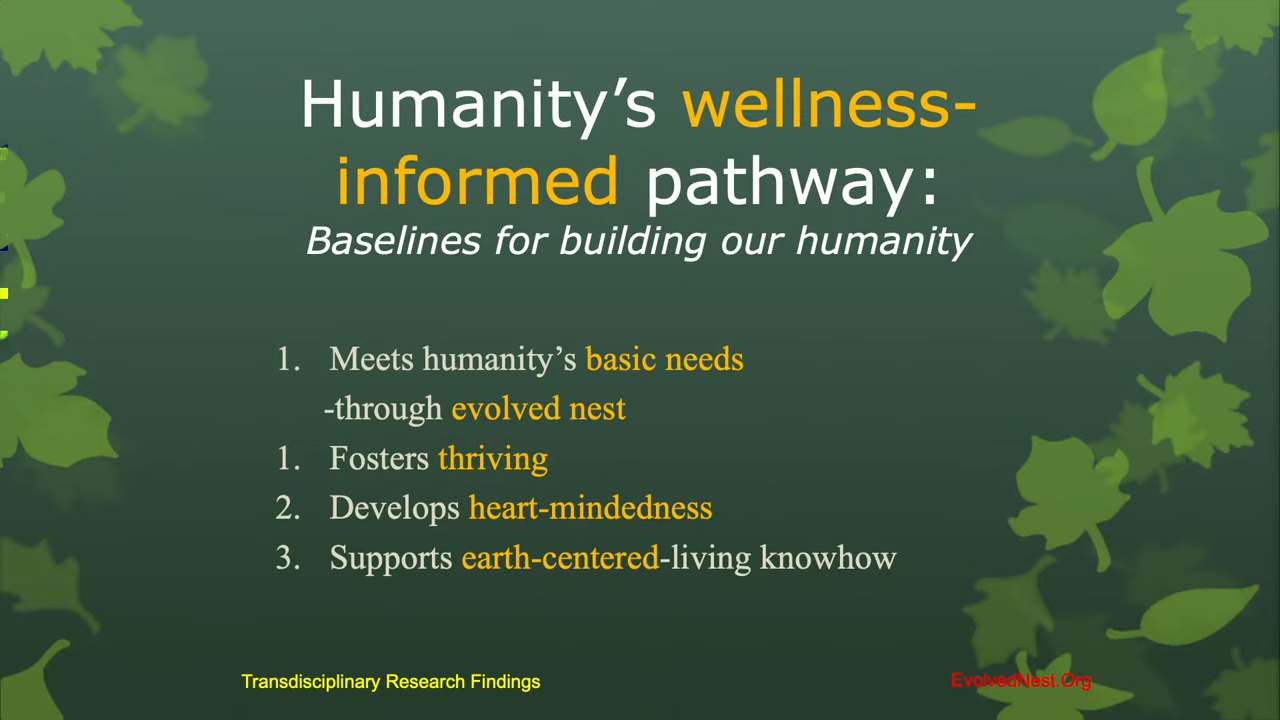 Humanity’s wellness-
informed pathway:
Baselines for building our humanity
1. Meets humanity’s basic needs
-through evolved nest
1. Fosters thriving
2. Develops heart-mindedness
3. Supports earth-centered-living knowhow
Transdisciplinary Research Findings
EvolvedNest.Org